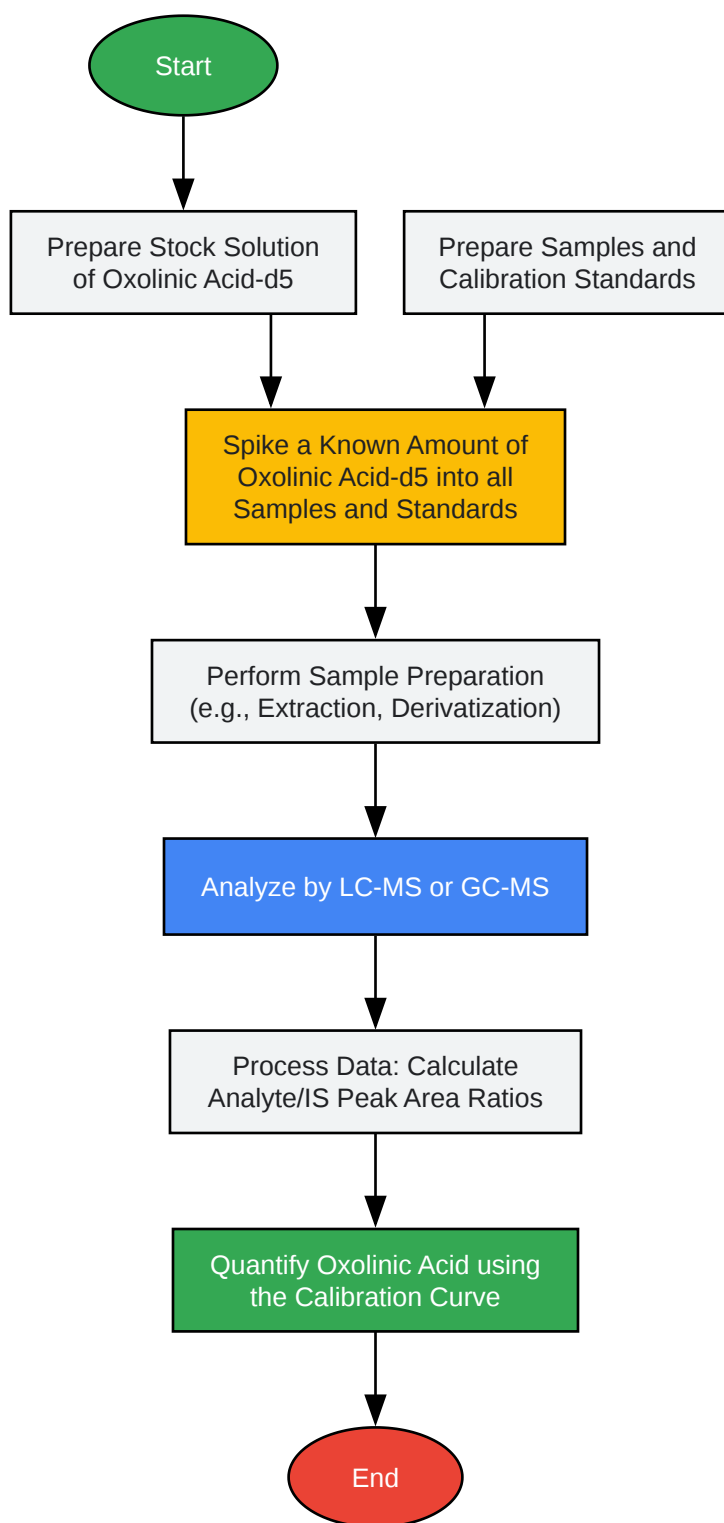 Start
Prepare Stock Solution
of Oxolinic Acid-d5
Prepare Samples and
Calibration Standards
Spike a Known Amount of
Oxolinic Acid-d5 into all
Samples and Standards
Perform Sample Preparation
(e.g., Extraction, Derivatization)
Analyze by LC-MS or GC-MS
Process Data: Calculate
Analyte/IS Peak Area Ratios
Quantify Oxolinic Acid using
the Calibration Curve
End